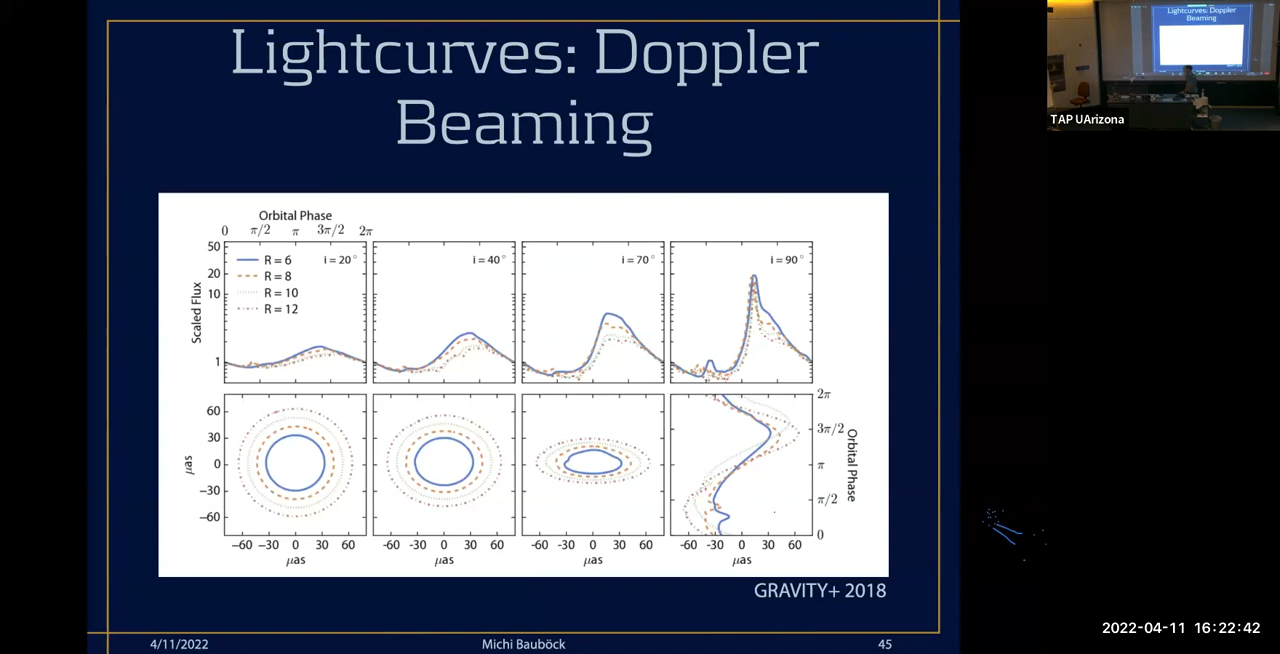 Lightcurves: Doppler
Beaming
Orbital Phase
0 π/2 π 3π/2 2π
50
20
10
1
Scaled Flux
R = 6
R = 8
R = 10
R = 12
i = 20°
i = 40°
i = 70°
i = 90°
60
30
0
−30
−60
μas
2π
3π/2
π
π/2
0
Orbital Phase
-60 −30 0 30 60
-60 -30 0 30 60
-60 -30 0 30 60
-60 -30 0 30 60
μas
μas
μas
μas
GRAVITY+ 2018
4/11/2022
Michi Bauböck
45
Lightcurves: Doppler
Beaming
TAP UArizona
2022-04-11 16:22:42